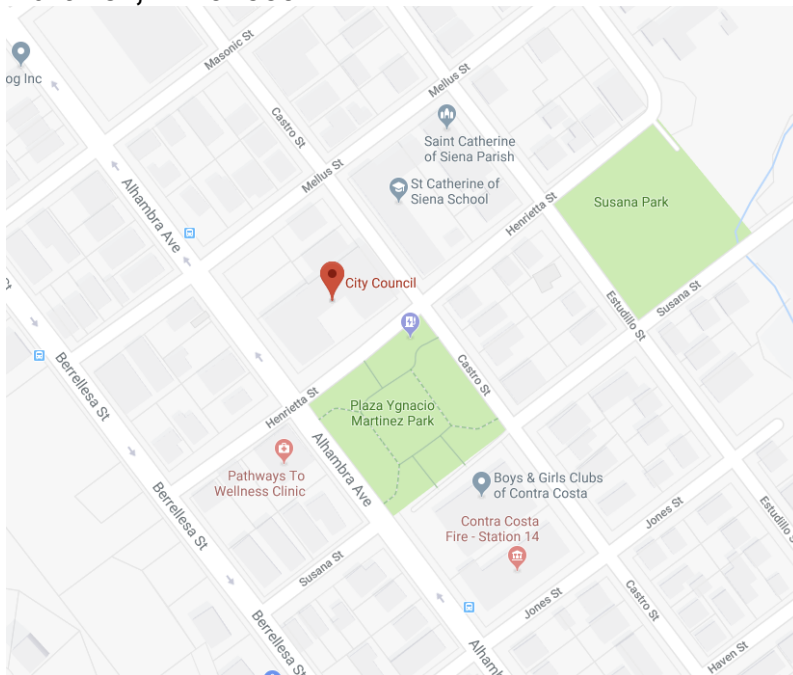 Masonic St
og Inc
Mellus St
Castro St
Saint Catherine
of Siena Parish
Mellus St
St Catherine of
Siena School
Alhambra Ave
Henrietta St
Susana Park
City Council
Susana St
Estudillo St
Berrellesa St
Castro St
Henrietta St
Plaza Ygnacio
Martinez Park
Alhambra Ave
Pathways To
Wellness Clinic
Boys & Girls Clubs
of Contra Costa
Berrellesa St
Jones St
Estudillo S
Contra Costa
Fire - Station 14
Susana St
Jones St
Castro St
Berrellesa St
Alhamb
Haven St